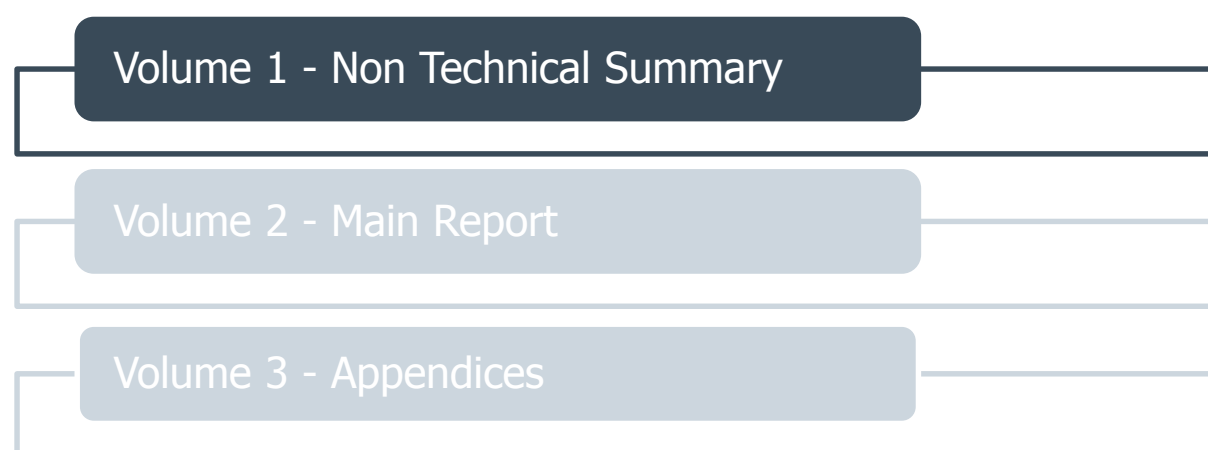 Volume 1 - Non Technical Summary
Volume 2 - Main Report
Volume 3 - Appendices